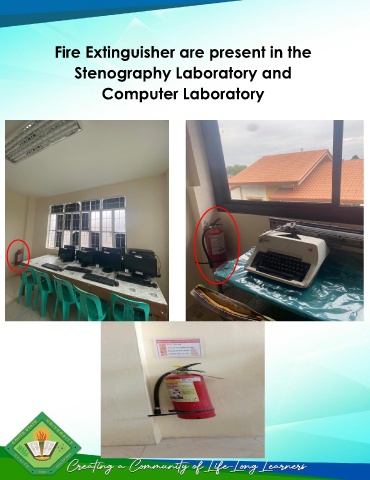 Fire Extinguisher are present in the
Stenography Laboratory and
Computer Laboratory
Creating a Community of Life-Long Learners